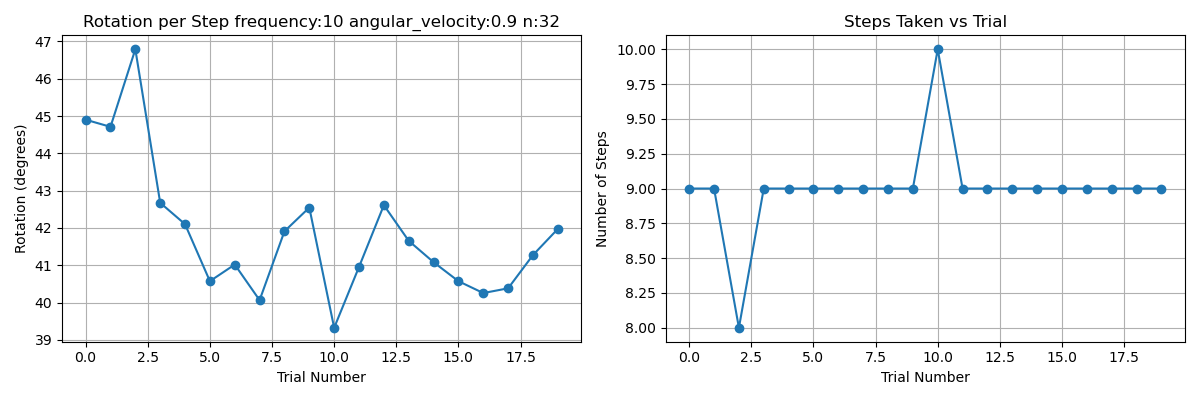 Rotation per Step frequency:10 angular_velocity:0.9 n:32
47
46
45
44
43
42
41
40
39
Rotation (degrees)
0.0 2.5 5.0 7.5 10.0 12.5 15.0 17.5
Trial Number
Steps Taken vs Trial
10.00
9.75
9.50
9.25
9.00
8.75
8.50
8.25
8.00
Number of Steps
0.0 2.5 5.0 7.5 10.0 12.5 15.0 17.5
Trial Number